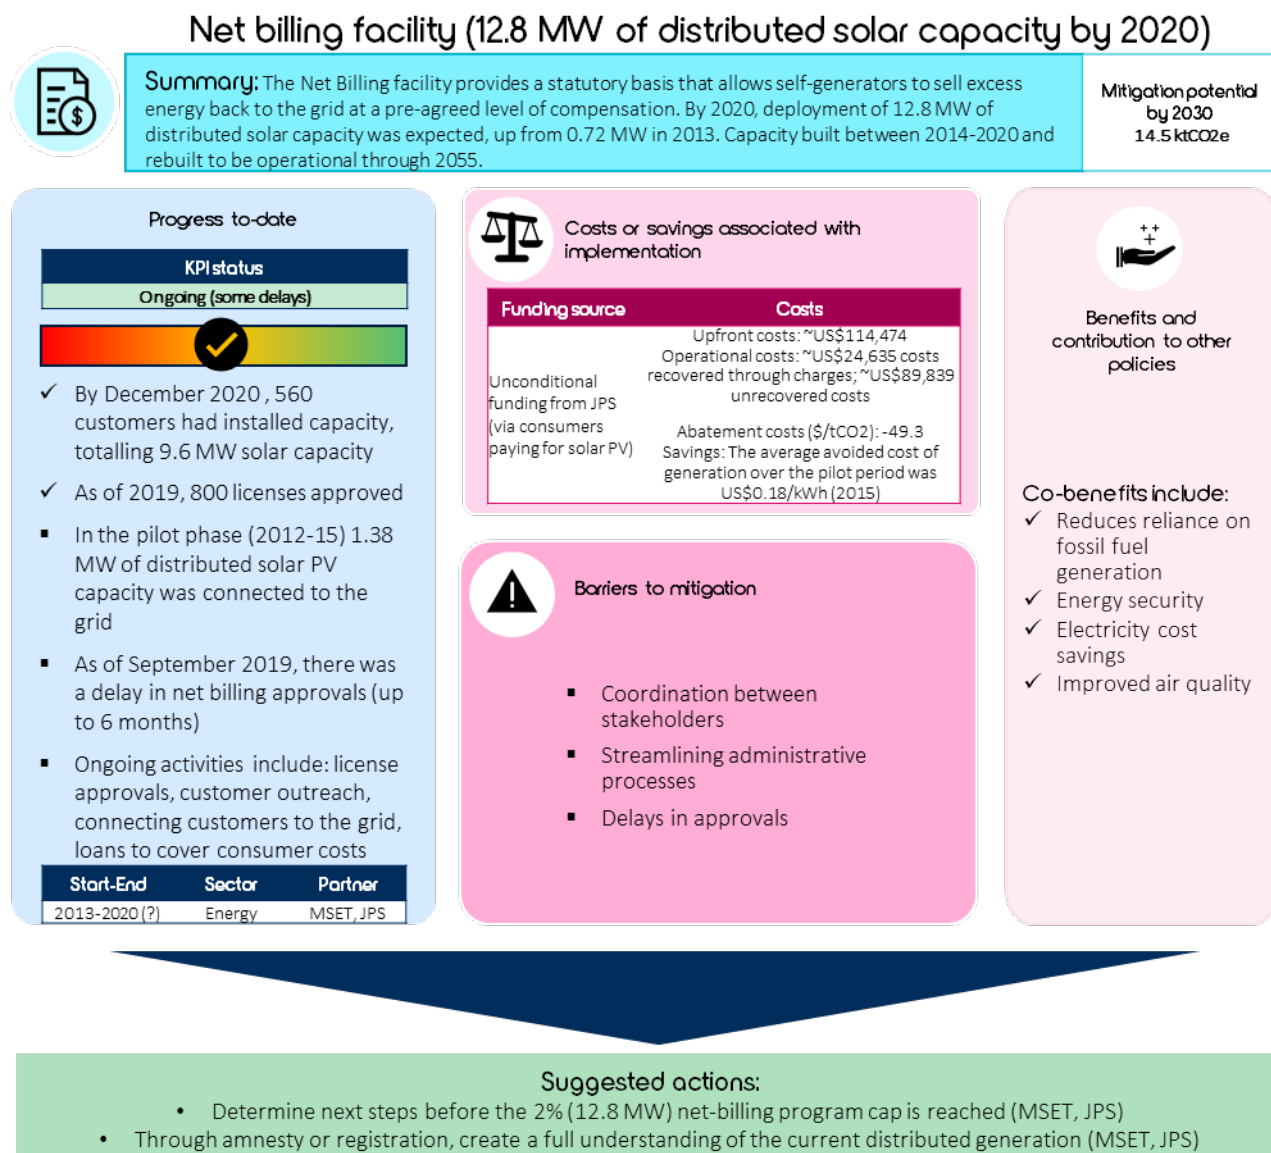 Net billing facility (12.8 MW of distributed solar capacity by 2020)
Summary: The Net Billing facility provides a statutory basis that allows self-generators to sell excess
energy back to the grid at a pre-agreed level of compensation. By 2020, deployment of 12.8 MW of
distributed solar capacity was expected, up from 0.72 MW in 2013. Capacity built between 2014-2020 and
rebuilt to be operational through 2055.
Mitigation potential
by 2030
14.5 ktCO2e
Progress to-date
KPI status
Ongoing (some delays)
✓ By December 2020 , 560
customers had installed capacity,
totalling 9.6 MW solar capacity
✓ As of 2019, 800 licenses approved
▪ In the pilot phase (2012-15) 1.38
MW of distributed solar PV
capacity was connected to the
grid
▪ As of September 2019, there was
a delay in net billing approvals (up
to 6 months)
▪ Ongoing activities include: license
approvals, customer outreach,
connecting customers to the grid,
loans to cover consumer costs
Start-End Sector Partner
2013-2020 (?) Energy MSET, JPS
Costs or savings associated with
implementation
Funding source Costs
Unconditional
funding from JPS
(via consumers
paying for solar PV)
Upfront costs: ~US$114,474
Operational costs: ~US$24,635 costs
recovered through charges; ~US$89,839
unrecovered costs
Abatement costs ($/tCO2): -49.3
Savings: The average avoided cost of
generation over the pilot period was
US$0.18/kWh (2015)
Barriers to mitigation
▪ Coordination between
stakeholders
▪ Streamlining administrative
processes
▪ Delays in approvals
Benefits and
contribution to other
policies
Co-benefits include:
✓ Reduces reliance on
fossil fuel
generation
✓ Energy security
✓ Electricity cost
savings
✓ Improved air quality
Suggested actions:
• Determine next steps before the 2% (12.8 MW) net-billing program cap is reached (MSET, JPS)
• Through amnesty or registration, create a full understanding of the current distributed generation (MSET, JPS)